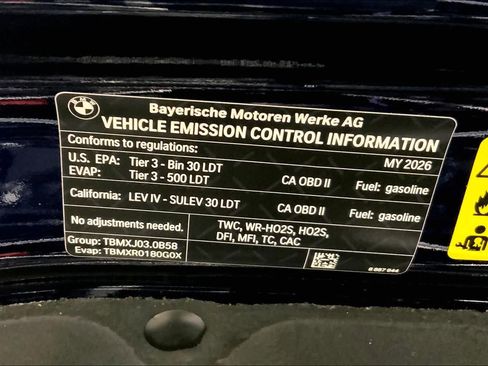 BMW
Bayerische Motoren Werke AG
VEHICLE EMISSION CONTROL INFORMATION
Conforms to regulations: MY 2026
U.S. EPA: Tier 3 - Bin 30 LDT
EVAP: Tier 3 - 500 LDT CA OBD II Fuel: gasoline
California: LEV IV - SULEV 30 LDT CA OBD II Fuel: gasoline
No adjustments needed. TWC, WR-HO2S, HO2S,
DFI, MFI, TC, CAC
Group: TBMXJ03.0B58
Evap: TBMXR0180G0X